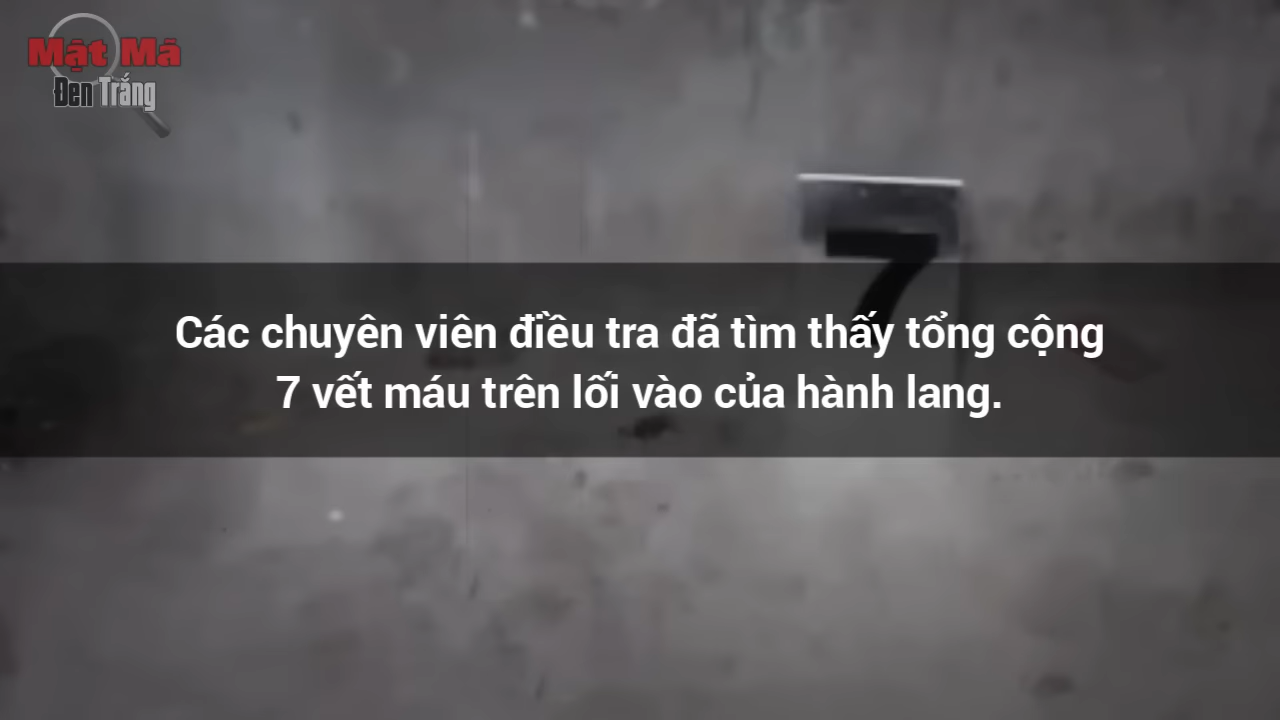 Mật Mã
Đen Trắng
7
Các chuyên viên điều tra đã tìm thấy tổng cộng
7 vết máu trên lối vào của hành lang.